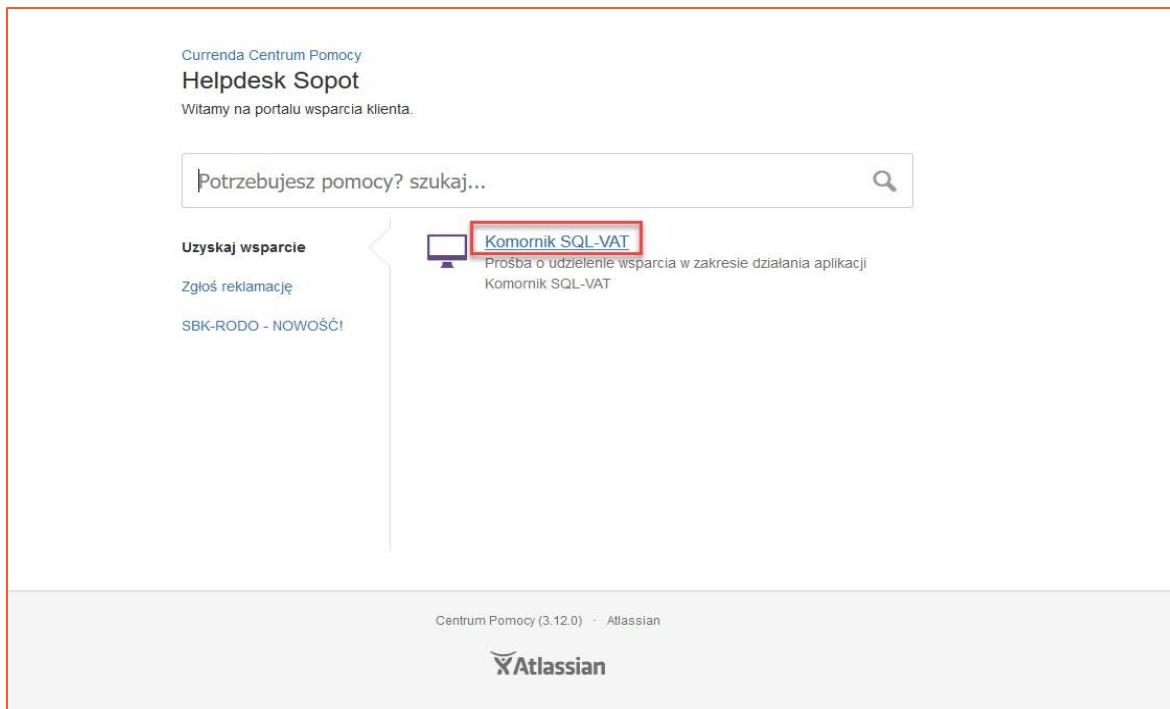 Currenda Centrum Pomocy
Helpdesk Sopot
Witamy na portalu wsparcia klienta.
Potrzebujesz pomocy? szukaj...
Uzyskaj wsparcie
Zgłoś reklamację
SBK-RODO - NOWOŚĆ!
Komornik SQL-VAT
Prośba o udzielenie wsparcia w zakresie działania aplikacji
Komornik SQL-VAT
Centrum Pomocy (3.12.0) · Atlassian
Atlassian